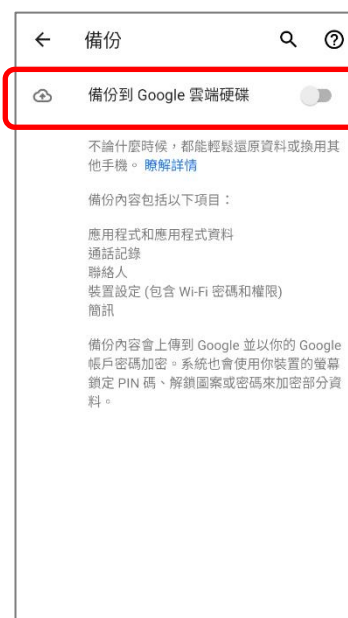 備份
備份到 Google 雲端硬碟
不論什麼時候，都能輕鬆還原資料或換用其
他手機。瞭解詳情
備份內容包括以下項目：
應用程式和應用程式資料
通話記錄
聯絡人
裝置設定 (包含 Wi-Fi 密碼和權限)
簡訊
備份內容會上傳到 Google 並以你的 Google
帳戶密碼加密。系統也會使用你裝置的螢幕
鎖定 PIN 碼、解鎖圖案或密碼來加密部分資
料。